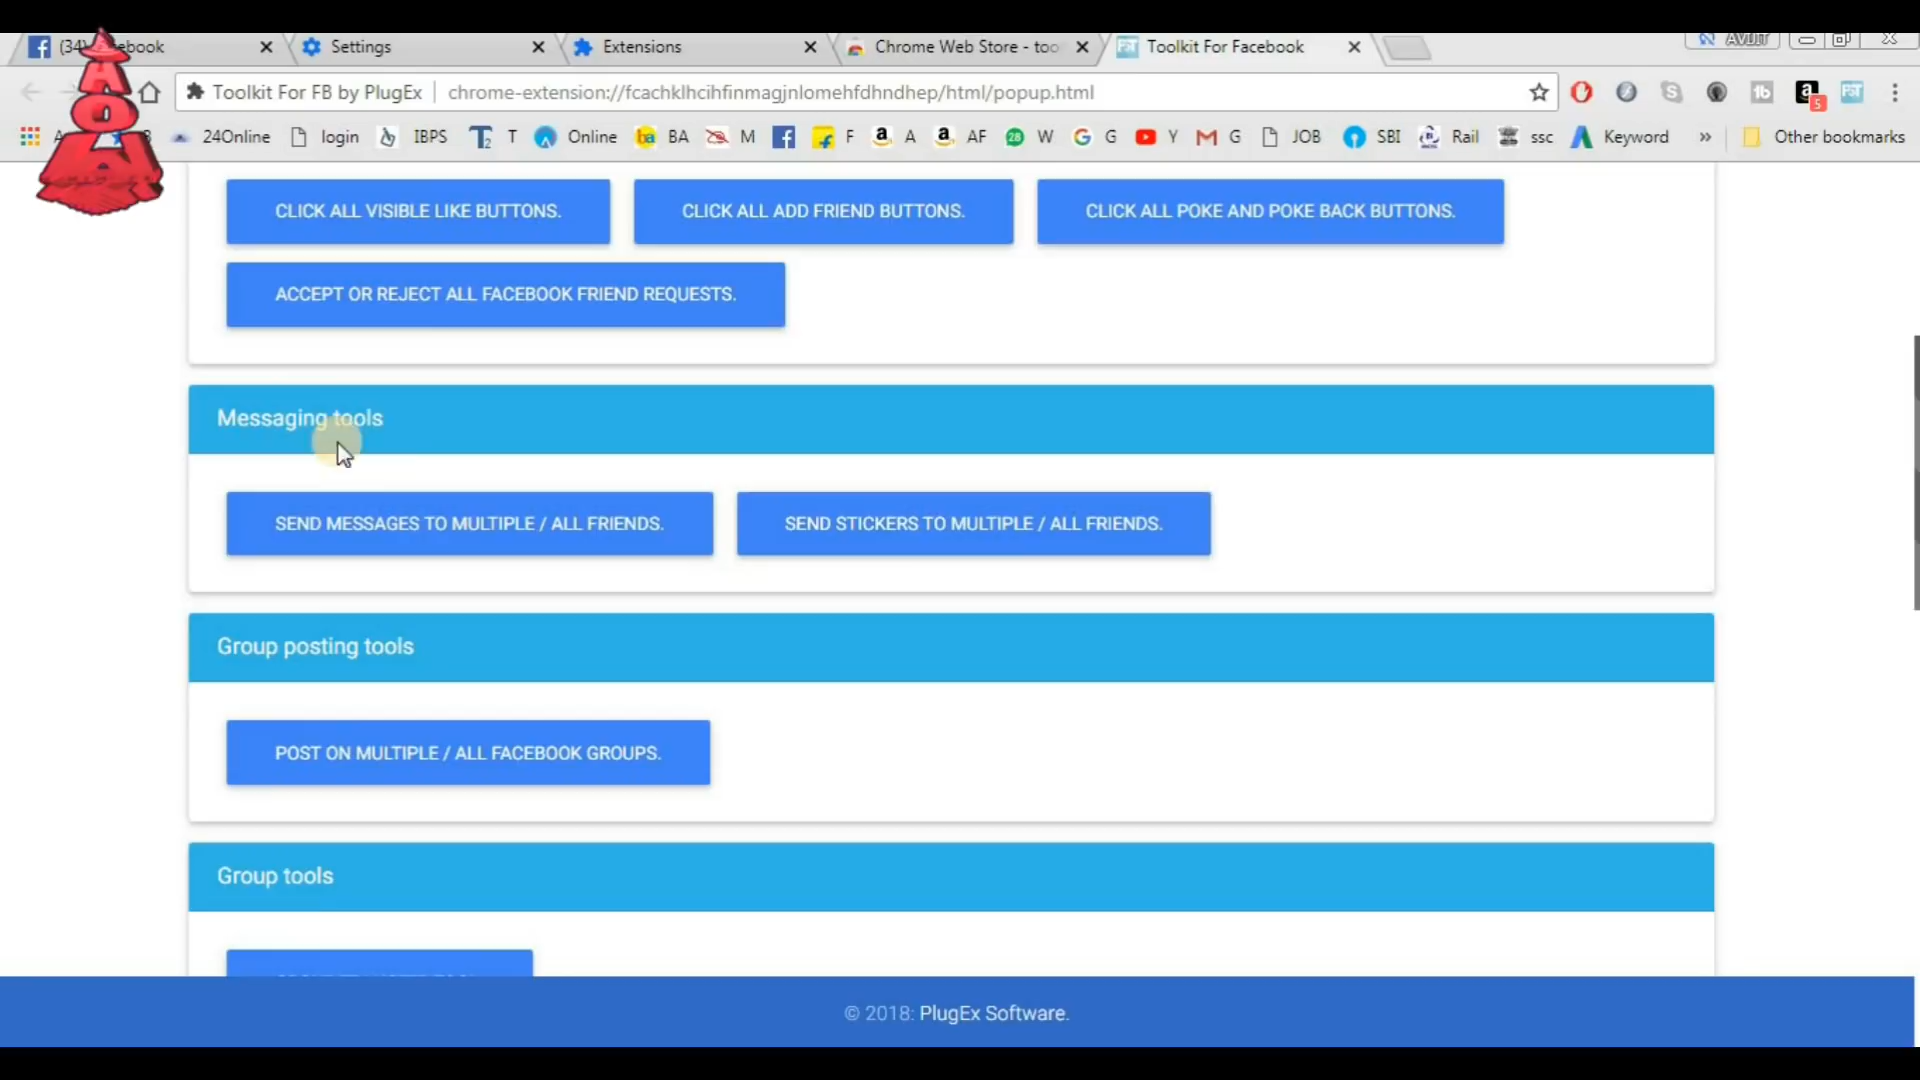 (34) ebook
Settings
Extensions
Chrome Web Store - too
Toolkit For Facebook
AVIJIT
Toolkit For FB by PlugEx
chrome-extension://fcachklhcihfinmagjnlomehfdhndhep/html/popup.html
24Online login IBPS T Online BA M F A AF W G Y G JOB SBI Rail ssc Keyword » Other bookmarks
CLICK ALL VISIBLE LIKE BUTTONS.
CLICK ALL ADD FRIEND BUTTONS.
CLICK ALL POKE AND POKE BACK BUTTONS.
ACCEPT OR REJECT ALL FACEBOOK FRIEND REQUESTS.
Messaging tools
SEND MESSAGES TO MULTIPLE / ALL FRIENDS.
SEND STICKERS TO MULTIPLE / ALL FRIENDS.
Group posting tools
POST ON MULTIPLE / ALL FACEBOOK GROUPS.
Group tools
© 2018: PlugEx Software.